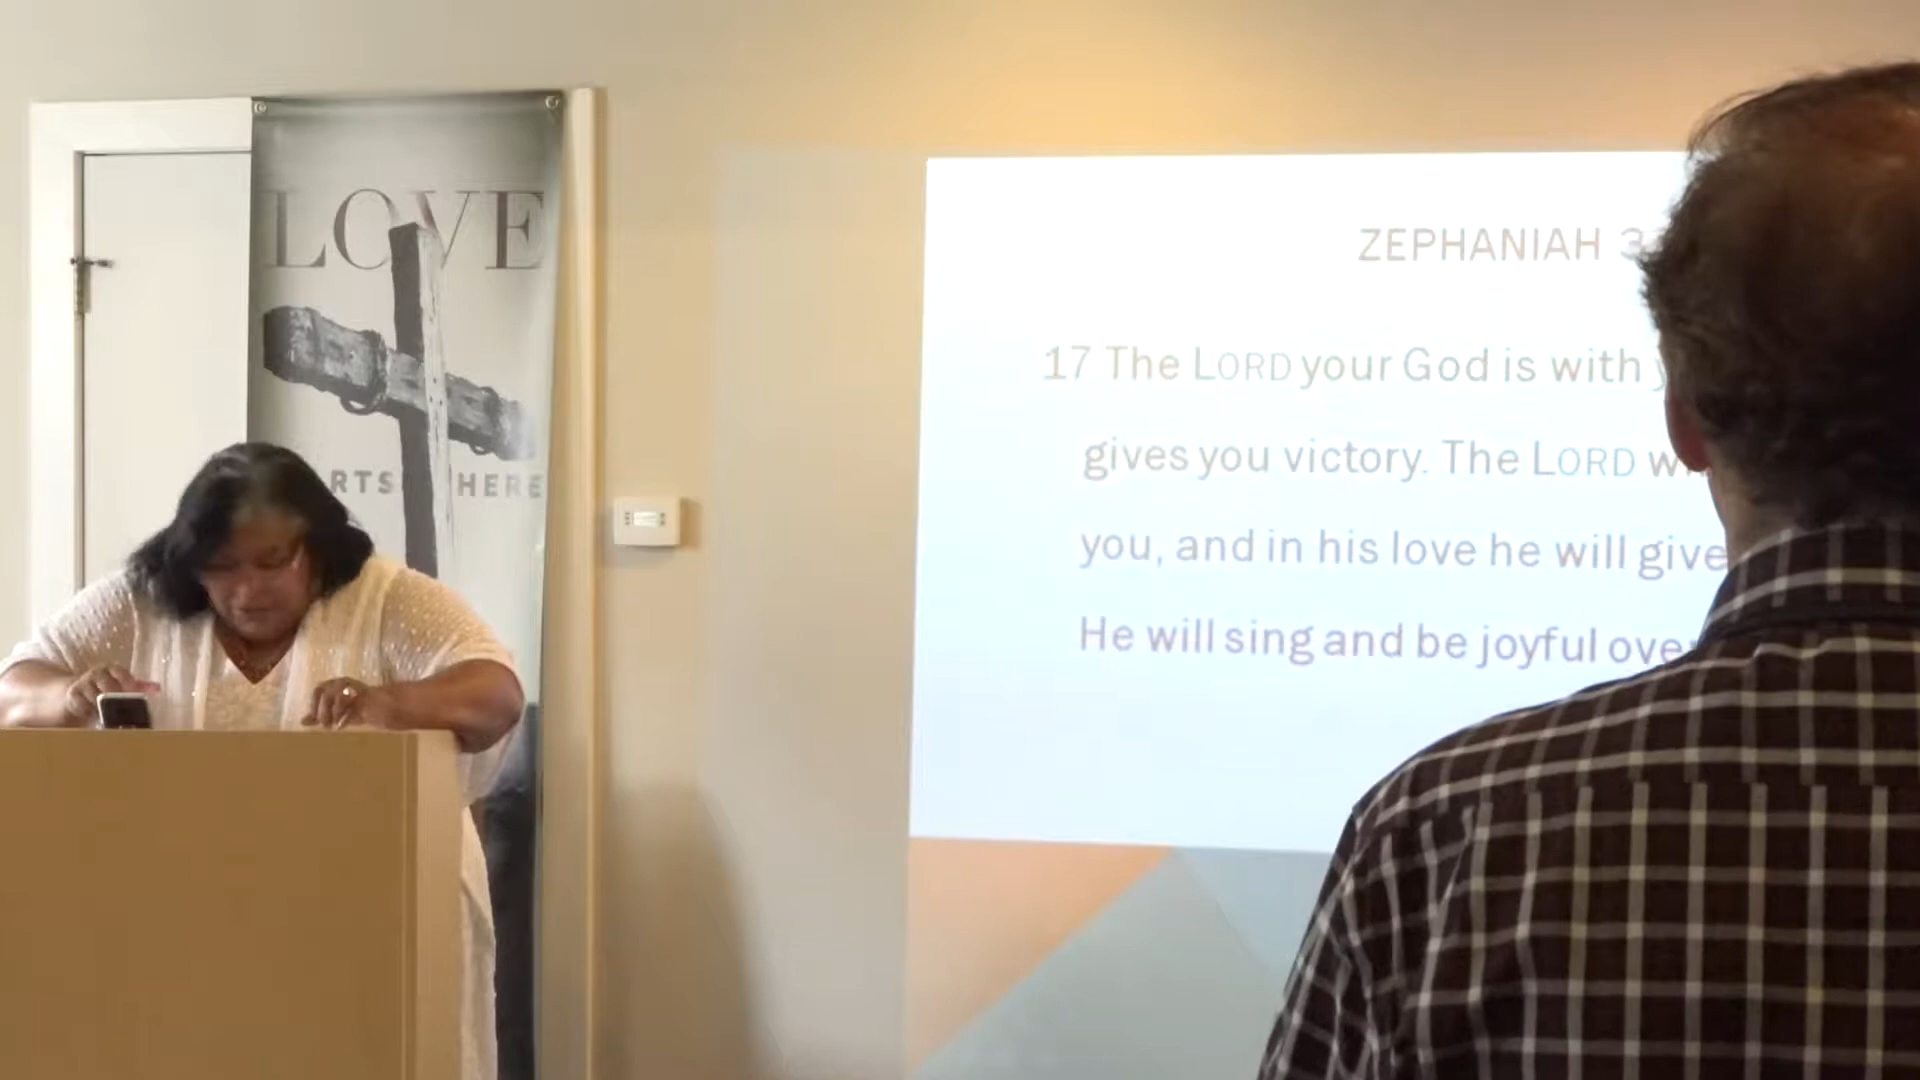 LOVE
RTS HERE
ZEPHANIAH 3
17 The LORD your God is with
gives you victory. The LORD
you, and in his love he will give
He will sing and be joyful over